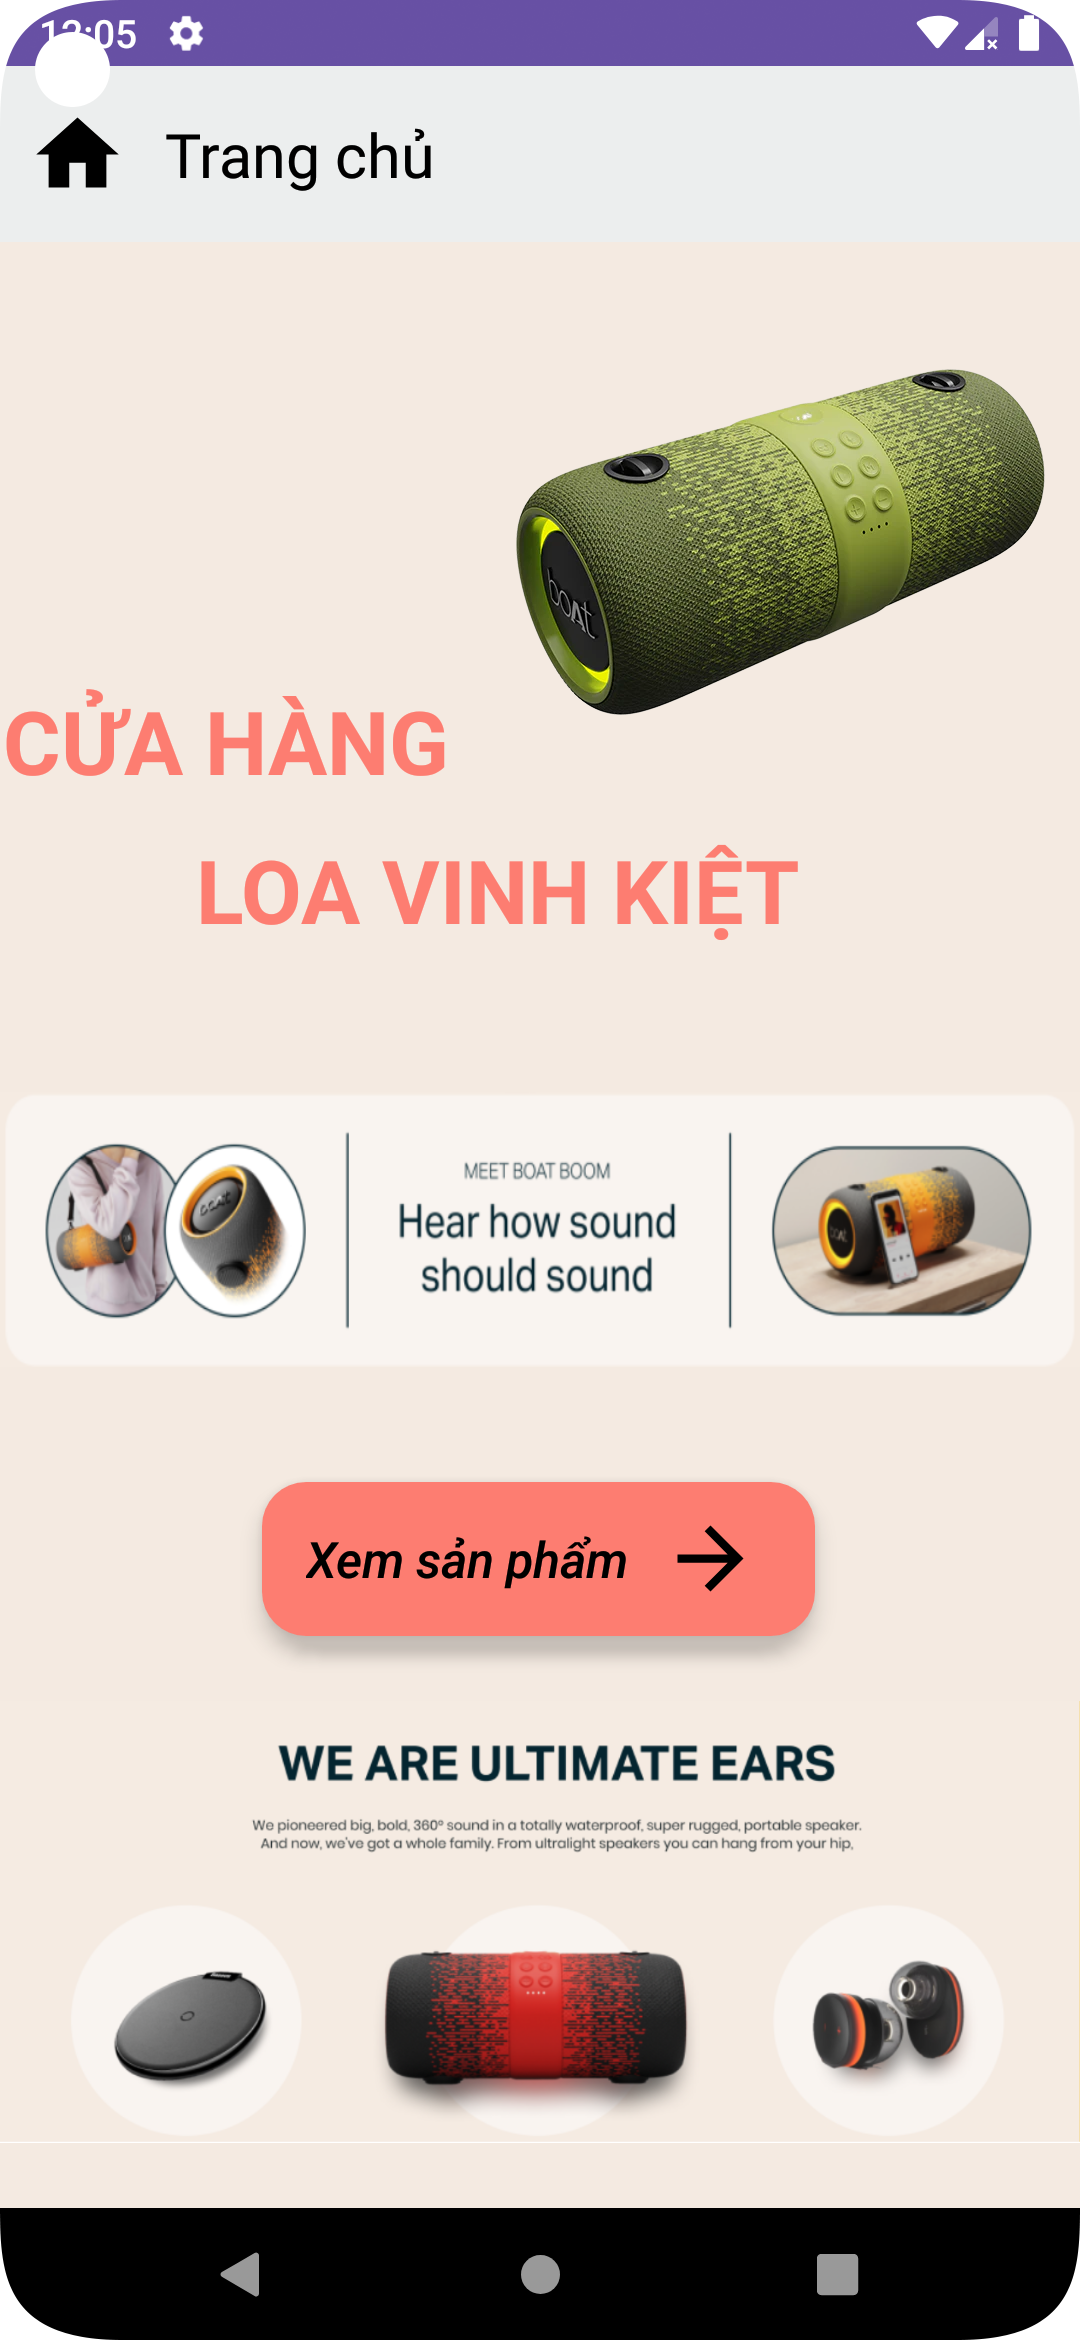 Trang chủ
boAt
CỬA HÀNG
LOA VINH KIỆT
MEET BOAT BOOM
Hear how sound
should sound
Xem sản phẩm
WE ARE ULTIMATE EARS
We pioneered big, bold, 360° sound in a totally waterproof, super rugged, portable speaker.
And now, we've got a whole family. From ultralight speakers you can hang from your hip,